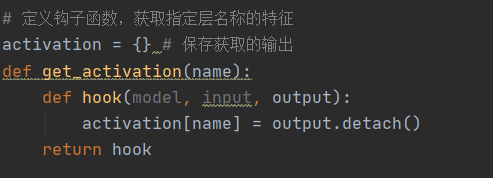 # 定义钩子函数，获取指定层名称的特征
activation = {} # 保存获取的输出
def get_activation(name):
    def hook(model, input, output):
        activation[name] = output.detach()
    return hook